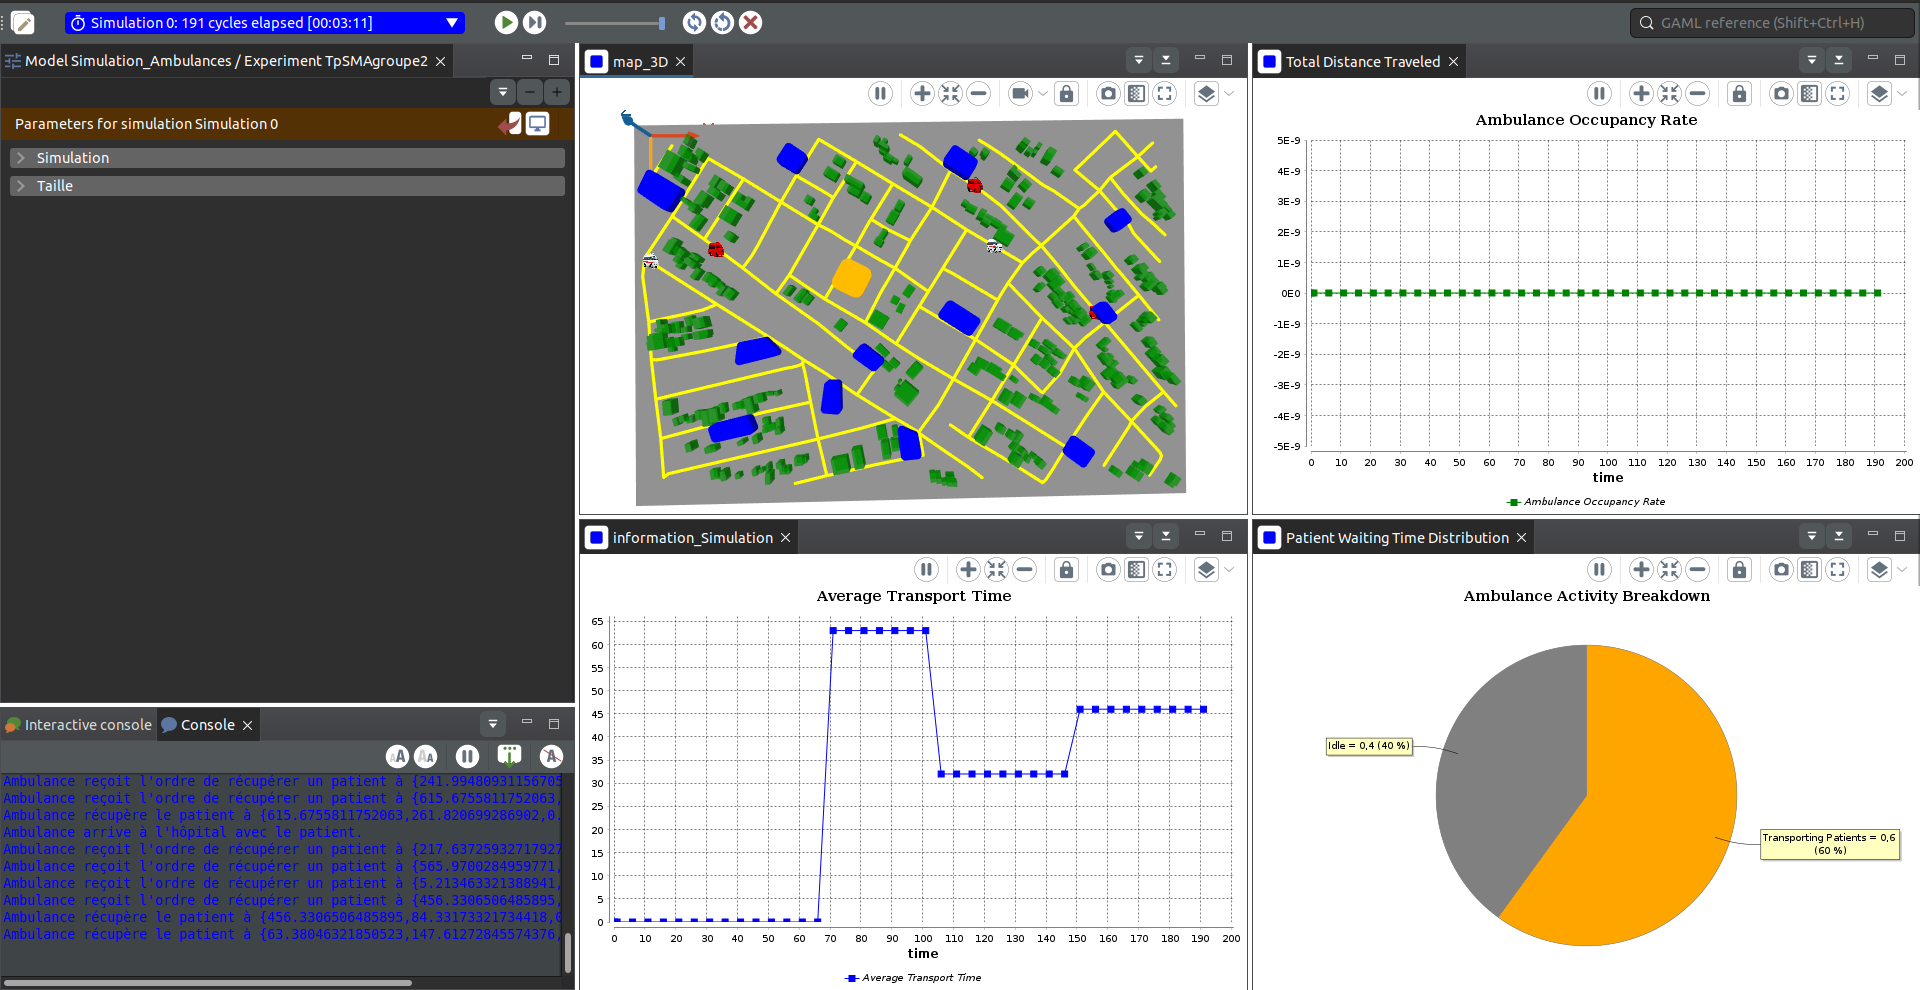 Simulation 0: 191 cycles elapsed [00:03:11]
GAML reference (Shift+Ctrl+H)
Model Simulation_Ambulances / Experiment TpSMAgroupe2
Parameters for simulation Simulation 0
Simulation
Taille
Interactive console
Console
Ambulance reçoit l'ordre de récupérer un patient à {241.99480931156705
Ambulance reçoit l'ordre de récupérer un patient à {615.6755811752063,
Ambulance récupère le patient à {615.6755811752063,261.820699286902,0.
Ambulance arrive à l'hôpital avec le patient.
Ambulance reçoit l'ordre de récupérer un patient à {217.63725932717927
Ambulance reçoit l'ordre de récupérer un patient à {565.9700284959771,
Ambulance reçoit l'ordre de récupérer un patient à {5.213463321388941,
Ambulance reçoit l'ordre de récupérer un patient à {456.3306506485895,
Ambulance récupère le patient à {456.3306506485895,84.33173321734418,0
Ambulance récupère le patient à {63.38046321850523,147.61272845574376,
map_3D
Total Distance Traveled
Ambulance Occupancy Rate
5E-9
4E-9
3E-9
2E-9
1E-9
0E0
-1E-9
-2E-9
-3E-9
-4E-9
-5E-9
0 10 20 30 40 50 60 70 80 90 100 110 120 130 140 150 160 170 180 190 200
time
Ambulance Occupancy Rate
information_Simulation
Average Transport Time
65
60
55
50
45
40
35
30
25
20
15
10
5
0
0 10 20 30 40 50 60 70 80 90 100 110 120 130 140 150 160 170 180 190 200
time
Average Transport Time
Patient Waiting Time Distribution
Ambulance Activity Breakdown
Idle = 0,4 (40 %)
Transporting Patients = 0,6
(60 %)